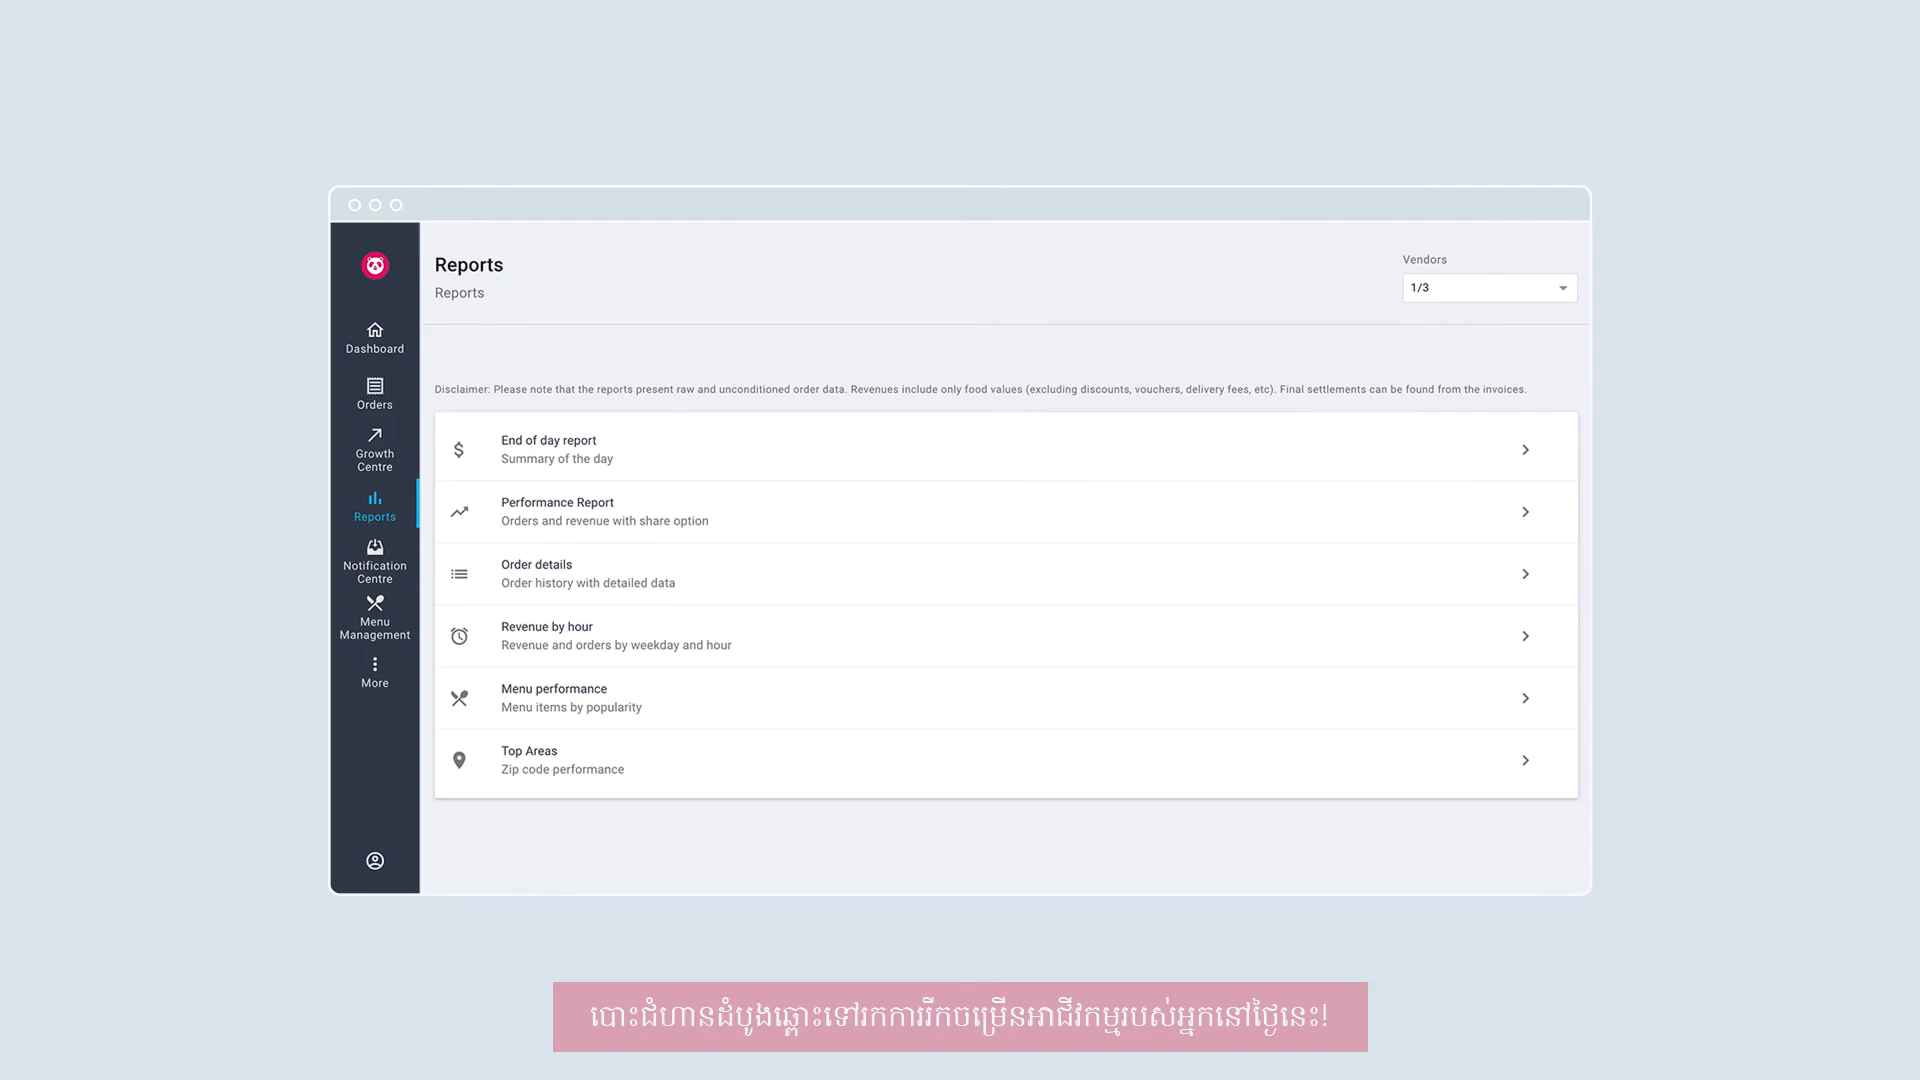 Reports
Reports
Vendors
1/3
Dashboard
Orders
Growth
Centre
Reports
Notification
Centre
Menu
Management
More
Disclaimer: Please note that the reports present raw and unconditioned order data. Revenues include only food values (excluding discounts, vouchers, delivery fees, etc). Final settlements can be found from the invoices.
End of day report
Summary of the day
Performance Report
Orders and revenue with share option
Order details
Order history with detailed data
Revenue by hour
Revenue and orders by weekday and hour
Menu performance
Menu items by popularity
Top Areas
Zip code performance
បោះជំហានដំបូងឆ្ពោះទៅរកការរីកចម្រើនអាជីវកម្មរបស់អ្នកនៅថ្ងៃនេះ!